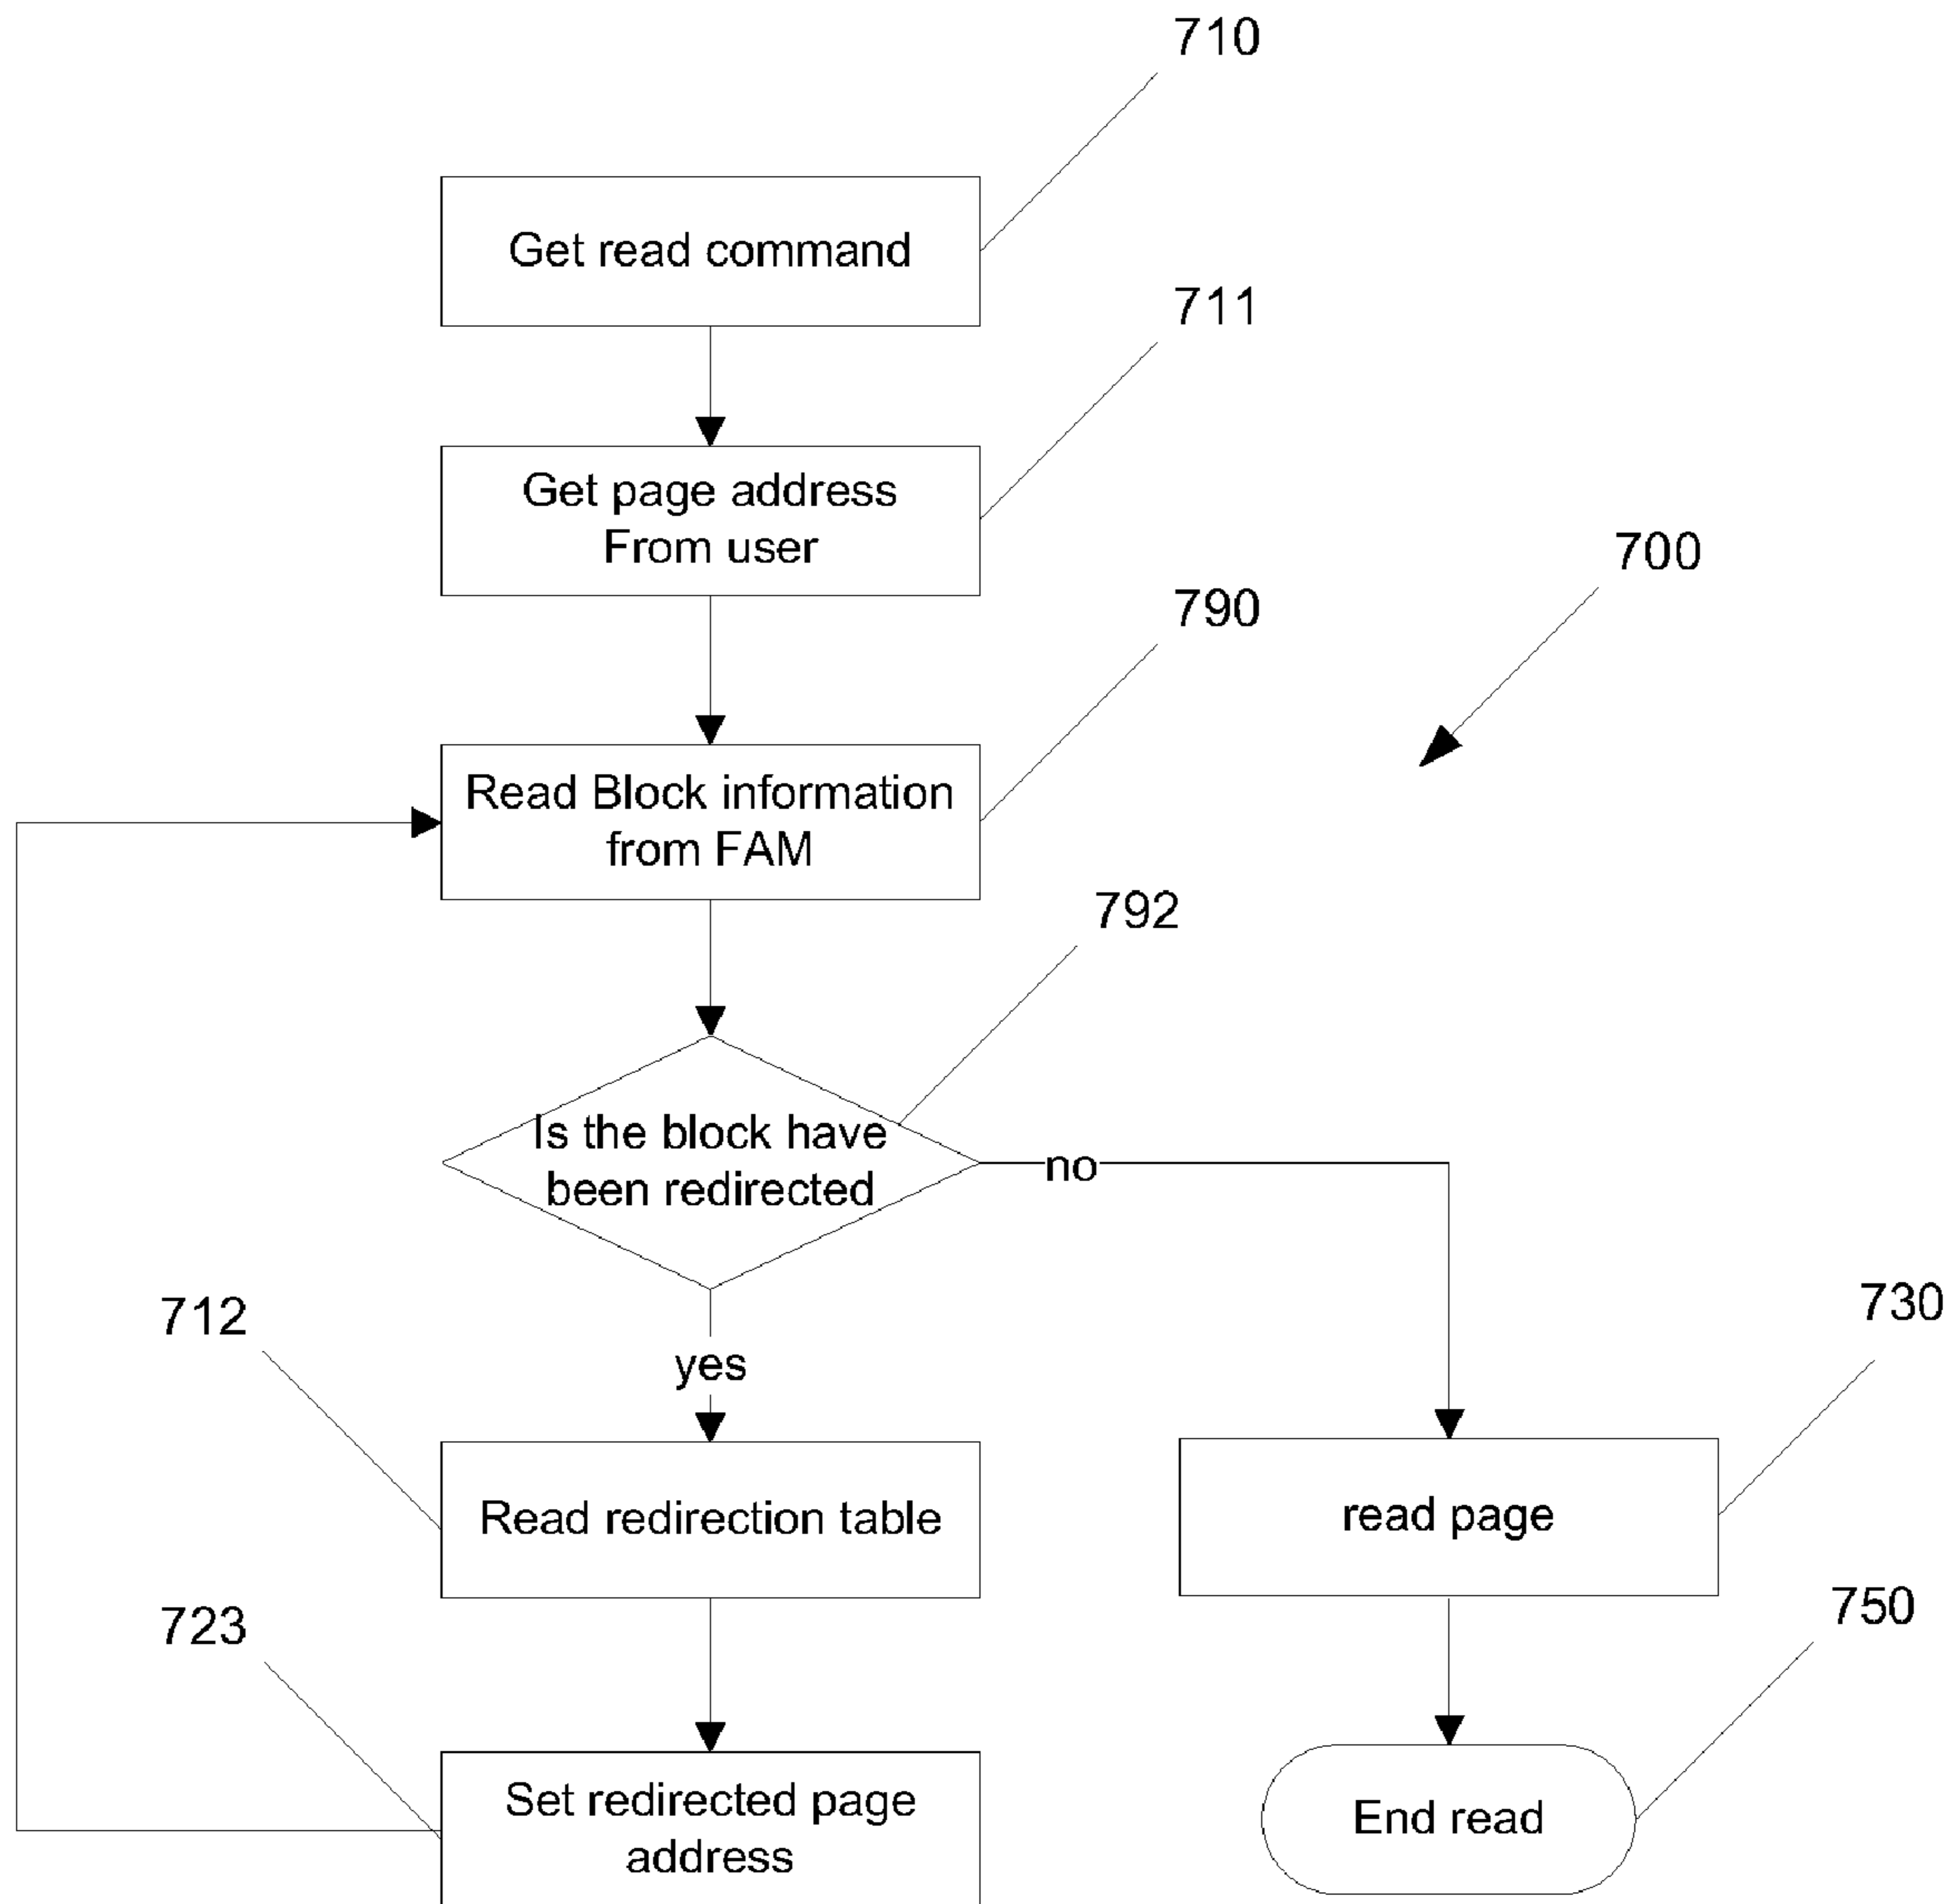 710
Get read command
711
Get page address
From user
700
790
Read Block information
from FAM
792
Is the block have
been redirected
no
yes
712
Read redirection table
730
read page
723
Set redirected page
address
750
End read